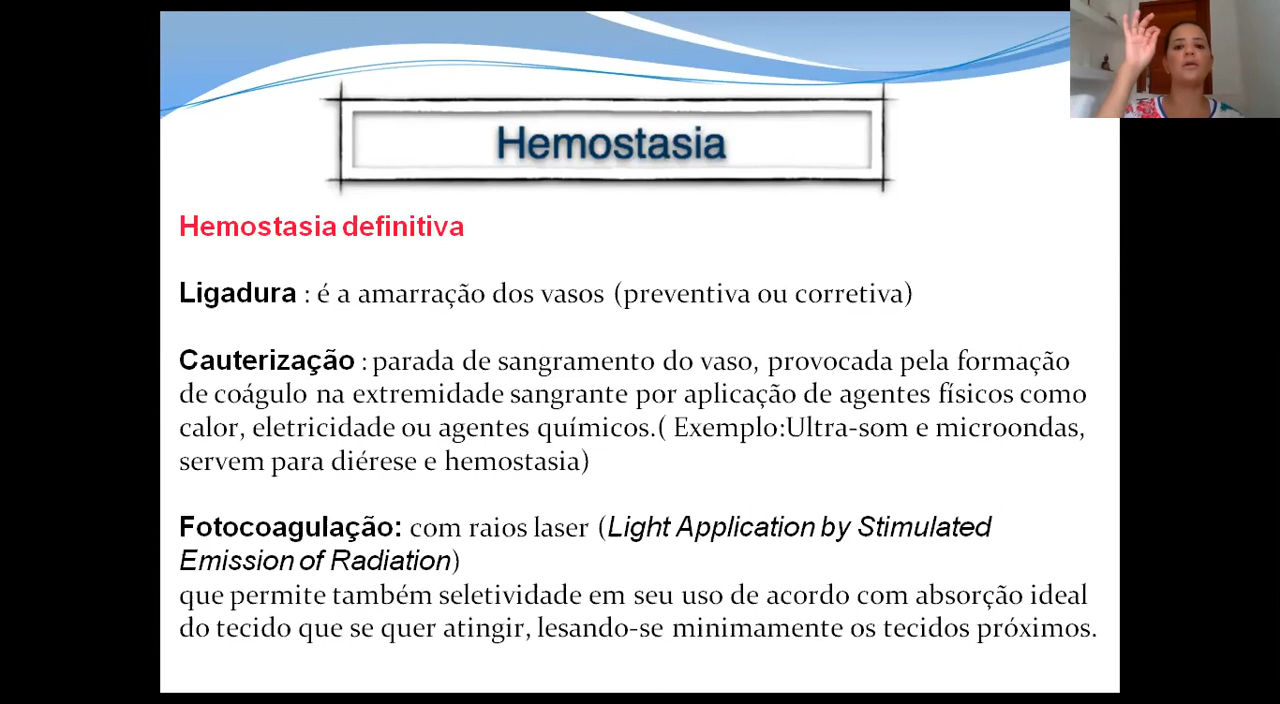 Hemostasia
Hemostasia definitiva
Ligadura : é a amarração dos vasos (preventiva ou corretiva)
Cauterização : parada de sangramento do vaso, provocada pela formação
de coágulo na extremidade sangrante por aplicação de agentes físicos como
calor, eletricidade ou agentes químicos.( Exemplo:Ultra-som e microondas,
servem para diérese e hemostasia)
Fotocoagulação: com raios laser (Light Application by Stimulated
Emission of Radiation)
que permite também seletividade em seu uso de acordo com absorção ideal
do tecido que se quer atingir, lesando-se minimamente os tecidos próximos.